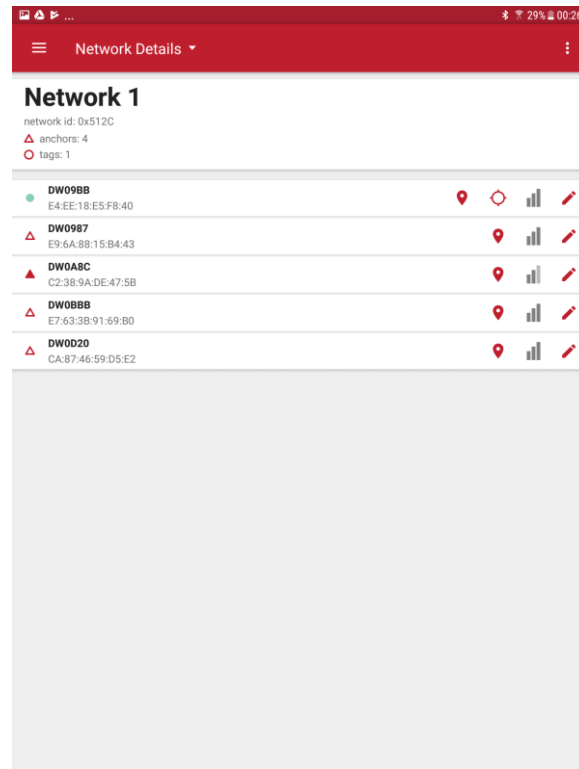 ... 29% 00:26
Network Details
Network 1
network id: 0x512C
anchors: 4
tags: 1
DW09BB
E4:EE:18:E5:F8:40
DW0987
E9:6A:88:15:B4:43
DW0A8C
C2:38:9A:DE:47:5B
DW0BBB
E7:63:3B:91:69:B0
DW0D20
CA:87:46:59:D5:E2